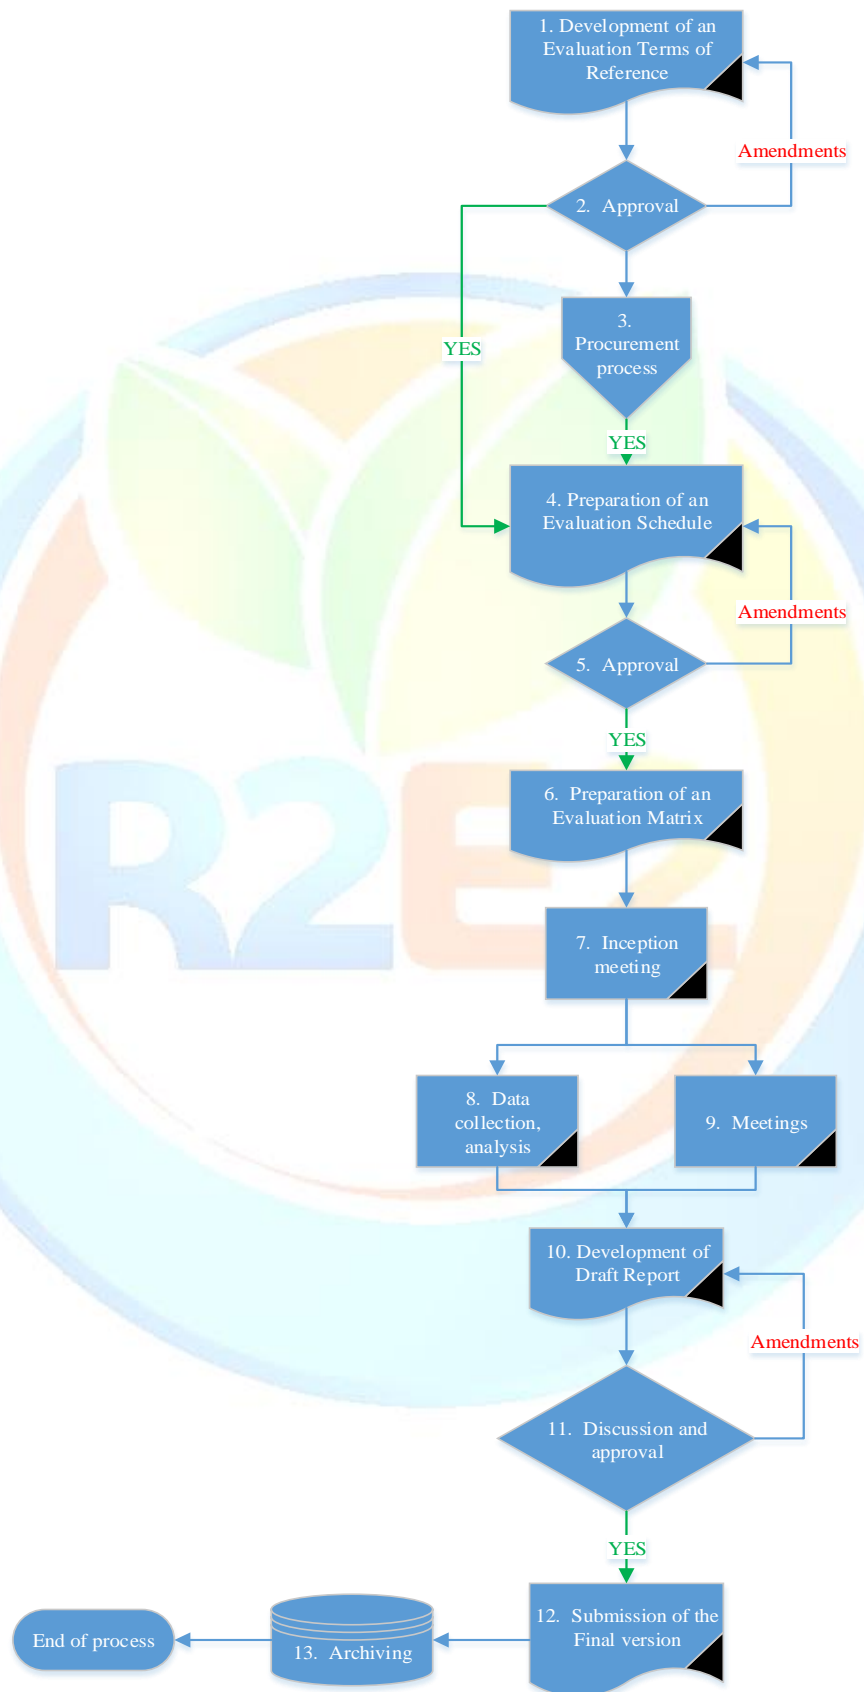 1. Development of an
Evaluation Terms of
Reference
Amendments
2. Approval
3.
Procurement
process
YES
YES
4. Preparation of an
Evaluation Schedule
Amendments
5. Approval
YES
6. Preparation of an
Evaluation Matrix
R2E2
7. Inception
meeting
8. Data
collection,
analysis
9. Meetings
10. Development of
Draft Report
Amendments
11. Discussion and
approval
YES
12. Submission of the
Final version
13. Archiving
End of process